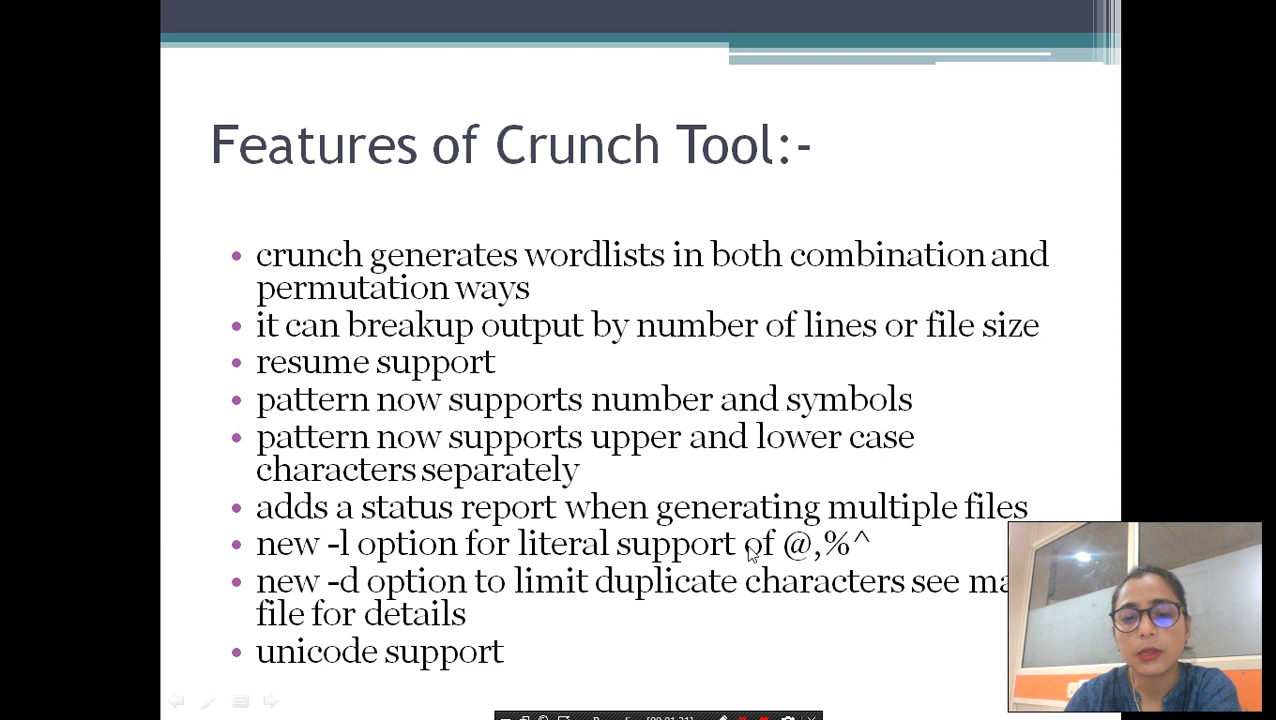 Features of Crunch Tool:-
• crunch generates wordlists in both combination and
permutation ways
• it can breakup output by number of lines or file size
• resume support
• pattern now supports number and symbols
• pattern now supports upper and lower case
characters separately
• adds a status report when generating multiple files
• new -l option for literal support of @,%^
• new -d option to limit duplicate characters see
file for details
• unicode support